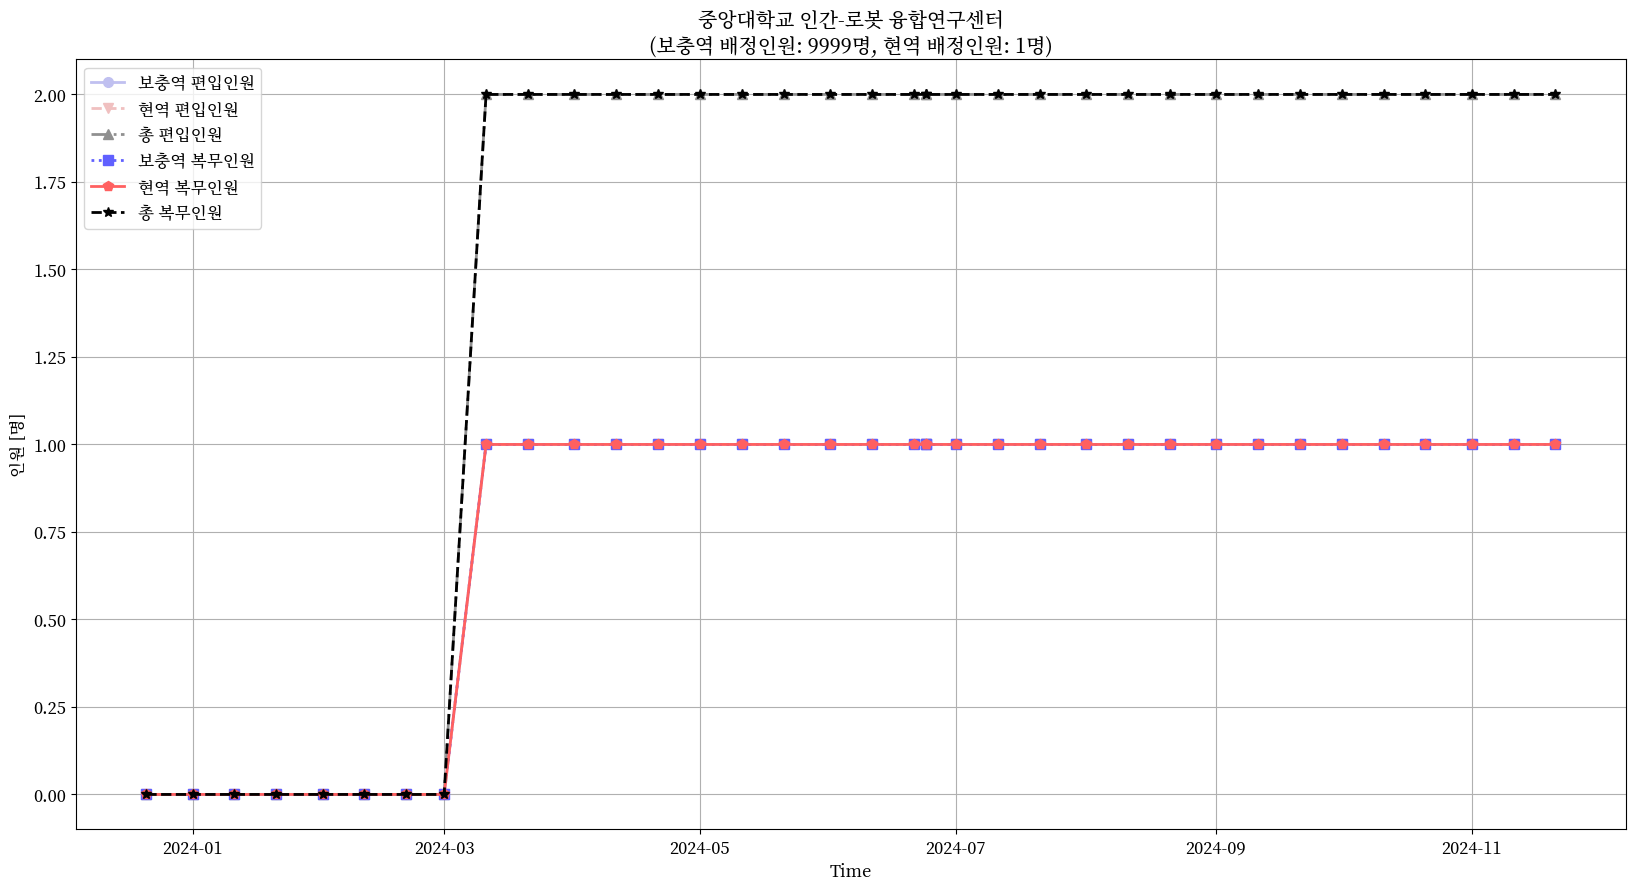 중앙대학교 인간-로봇 융합연구센터
(보충역 배정인원: 9999명, 현역 배정인원: 1명)
보충역 편입인원
현역 편입인원
총 편입인원
보충역 복무인원
현역 복무인원
총 복무인원
인원 [명]
2.00
1.75
1.50
1.25
1.00
0.75
0.50
0.25
0.00
2024-01
2024-03
2024-05
2024-07
2024-09
2024-11
Time